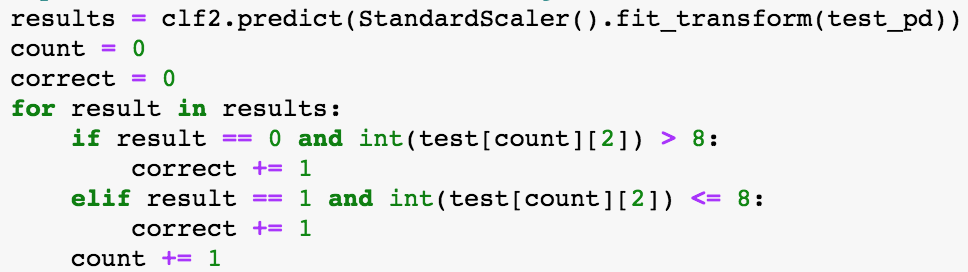 results = clf2.predict(StandardScaler().fit_transform(test_pd))
count = 0
correct = 0
for result in results:
    if result == 0 and int(test[count][2]) > 8:
        correct += 1
    elif result == 1 and int(test[count][2]) <= 8:
        correct += 1
    count += 1